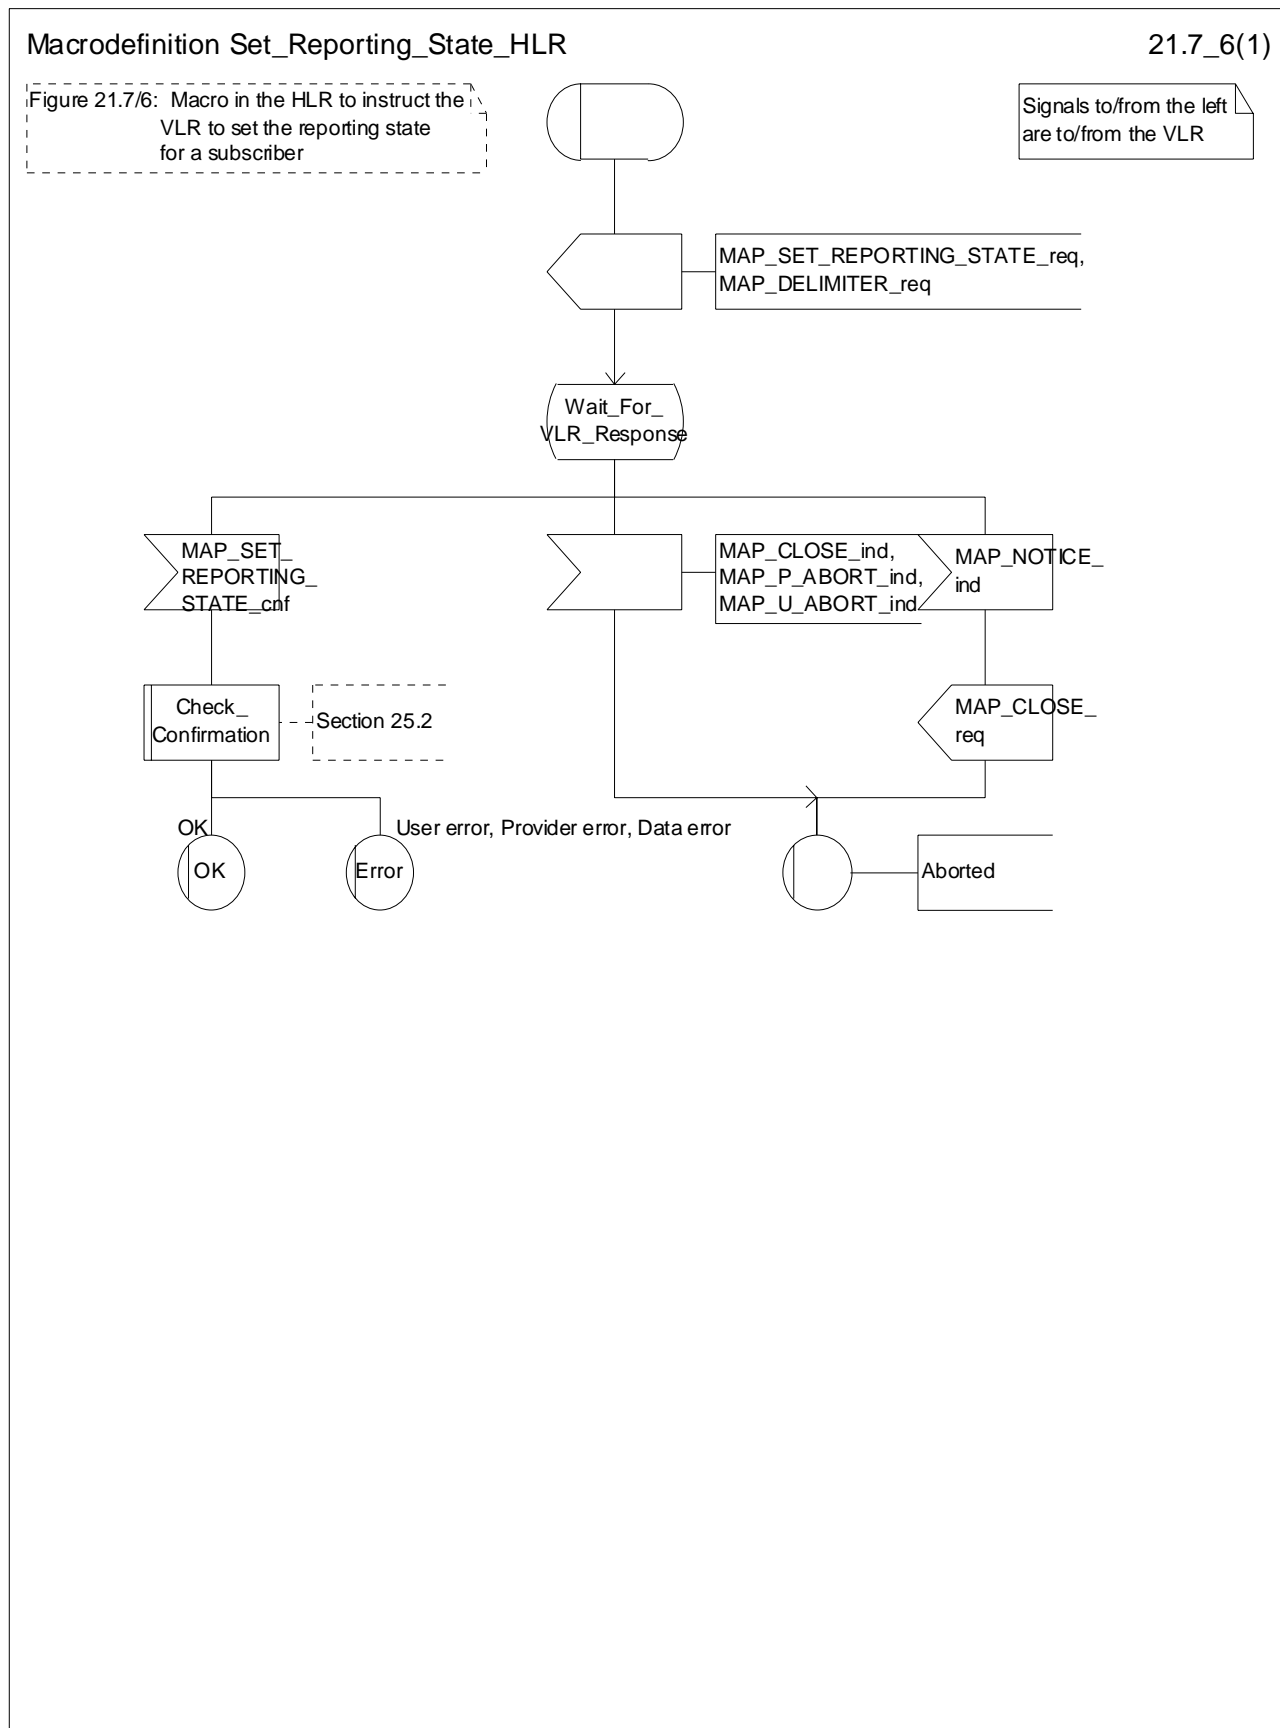 Macrodefinition Set_Reporting_State_HLR
21.7_6(1)
Figure 21.7/6: Macro in the HLR to instruct the
VLR to set the reporting state
for a subscriber
Signals to/from the left
are to/from the VLR
MAP_SET_REPORTING_STATE_req,
MAP_DELIMITER_req
Wait_For_
VLR_Response
MAP_SET_
REPORTING_
STATE_cnf
MAP_CLOSE_ind,
MAP_P_ABORT_ind,
MAP_U_ABORT_ind
MAP_NOTICE_
ind
Check_
Confirmation
Section 25.2
MAP_CLOSE_
req
OK
User error, Provider error, Data error
OK
Error
Aborted